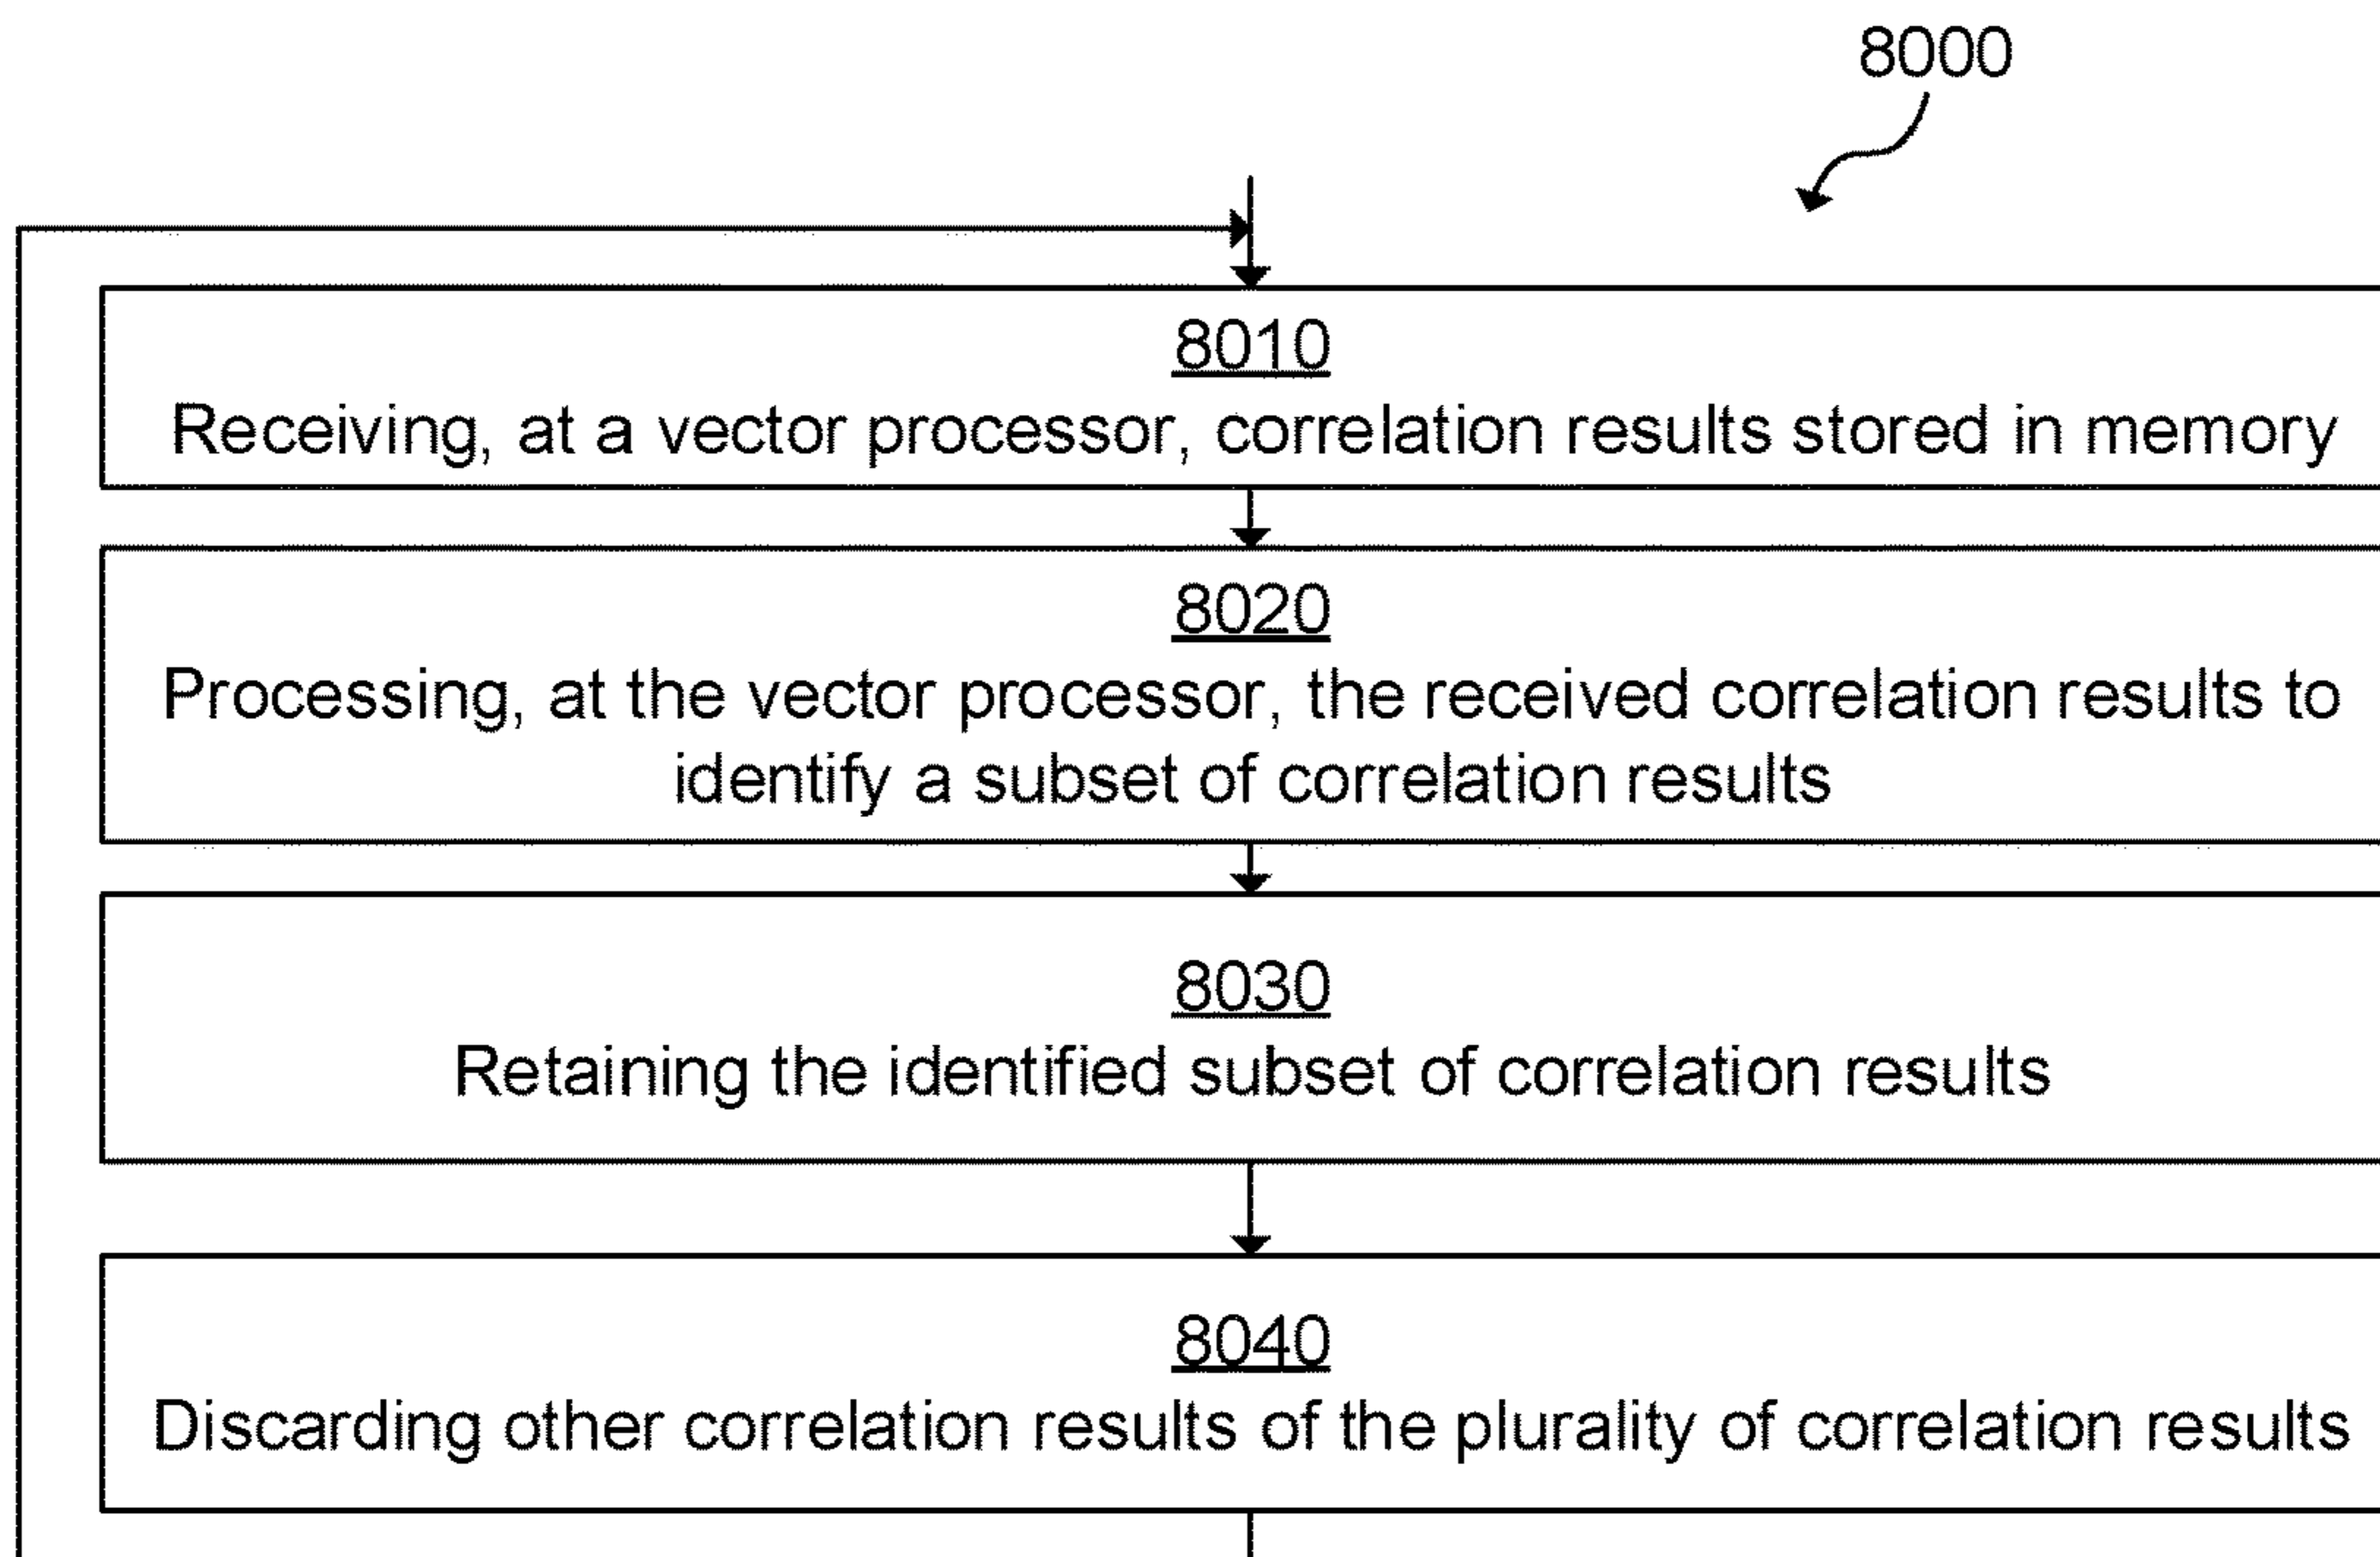 8000
8010
Receiving, at a vector processor, correlation results stored in memory
8020
Processing, at the vector processor, the received correlation results to
identify a subset of correlation results
8030
Retaining the identified subset of correlation results
8040
Discarding other correlation results of the plurality of correlation results